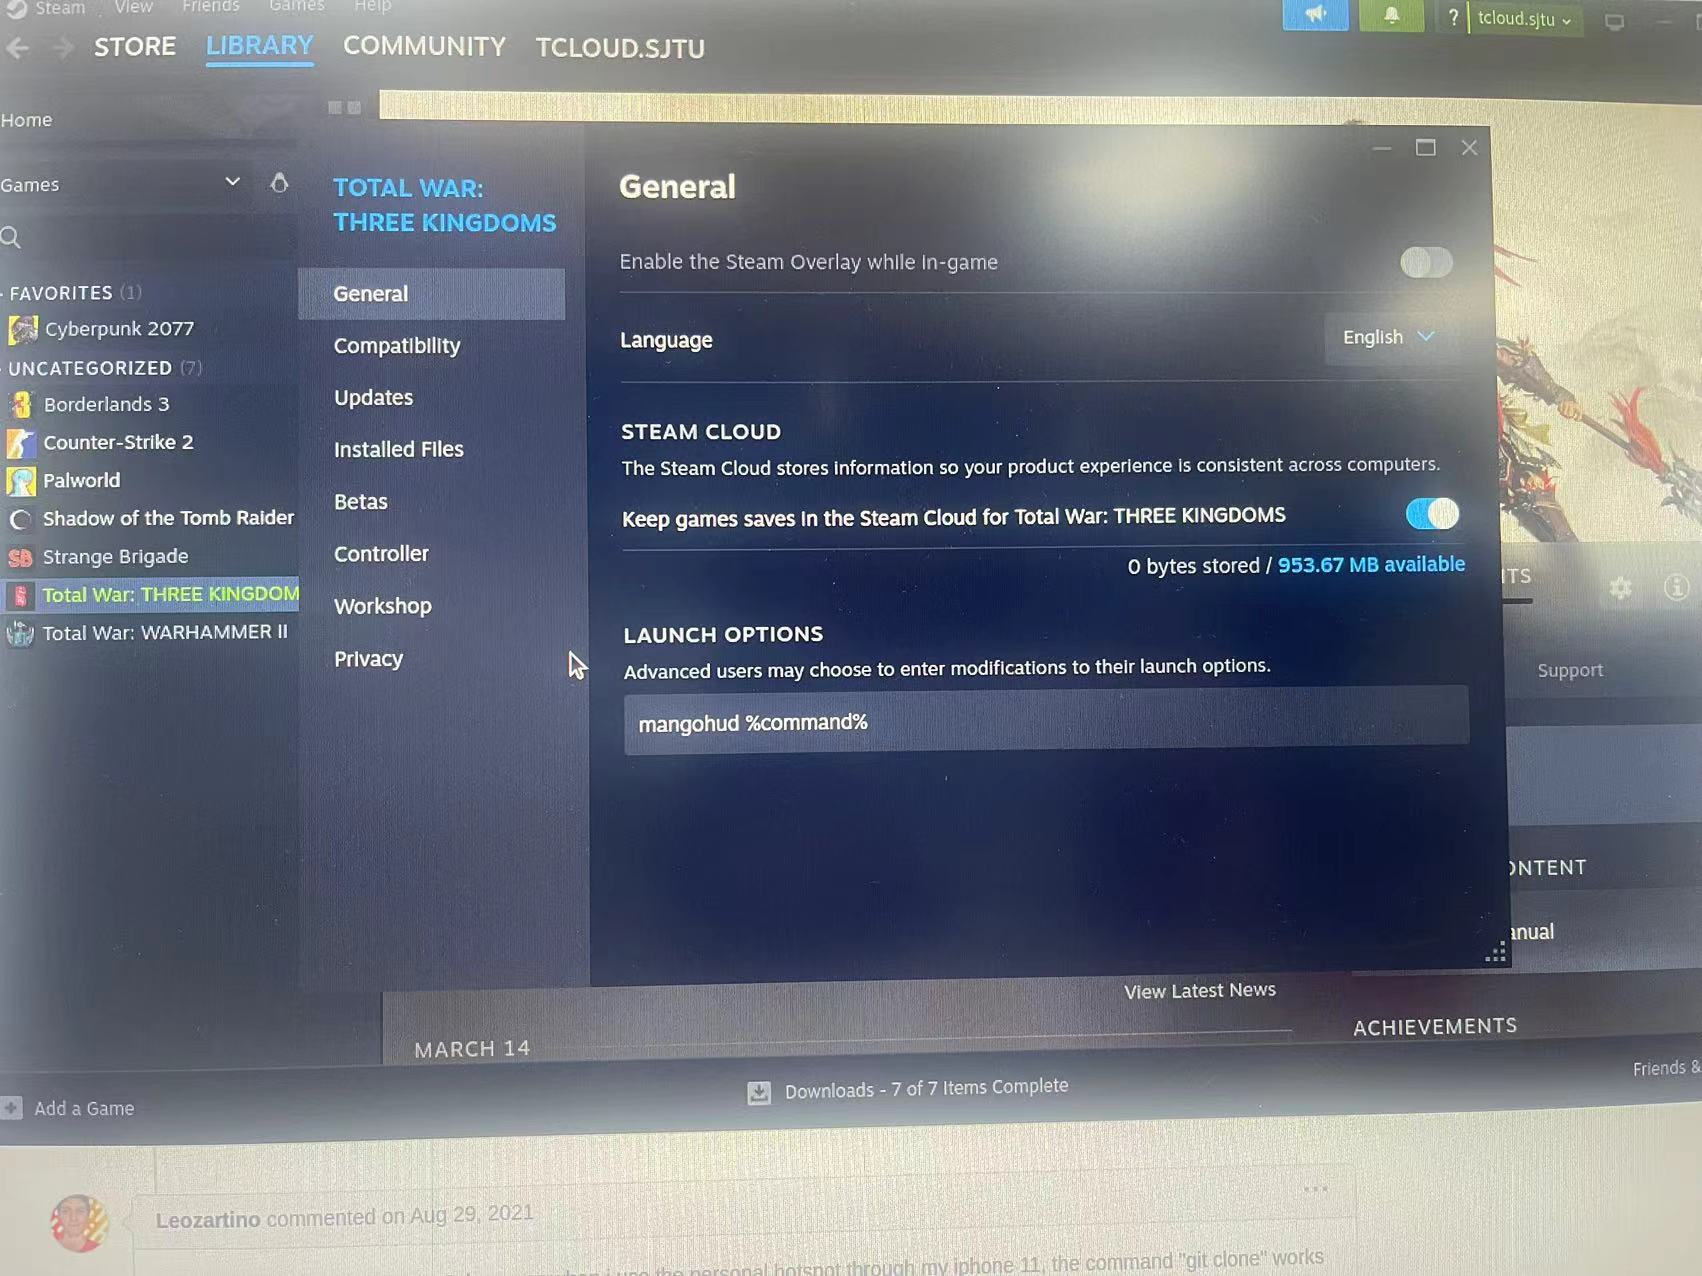 Steam View Friends Games Help
? tcloud.sjtu
STORE LIBRARY COMMUNITY TCLOUD.SJTU
Home
Games
FAVORITES (1)
Cyberpunk 2077
UNCATEGORIZED (7)
Borderlands 3
Counter-Strike 2
Palworld
Shadow of the Tomb Raider
SB Strange Brigade
Total War: THREE KINGDOM
Total War: WARHAMMER II
TOTAL WAR:
THREE KINGDOMS
General
Compatibility
Updates
Installed Files
Betas
Controller
Workshop
Privacy
General
Enable the Steam Overlay while in-game
Language English
STEAM CLOUD
The Steam Cloud stores information so your product experience is consistent across computers.
Keep games saves in the Steam Cloud for Total War: THREE KINGDOMS
0 bytes stored / 953.67 MB available
LAUNCH OPTIONS
Advanced users may choose to enter modifications to their launch options.
mangohud %command%
TS
Support
ONTENT
anual
View Latest News
MARCH 14
ACHIEVEMENTS
Add a Game
Downloads - 7 of 7 Items Complete
Friends &
Leozartino commented on Aug 29, 2021
i use the personal hotspot through my iphone 11, the command "git clone" works